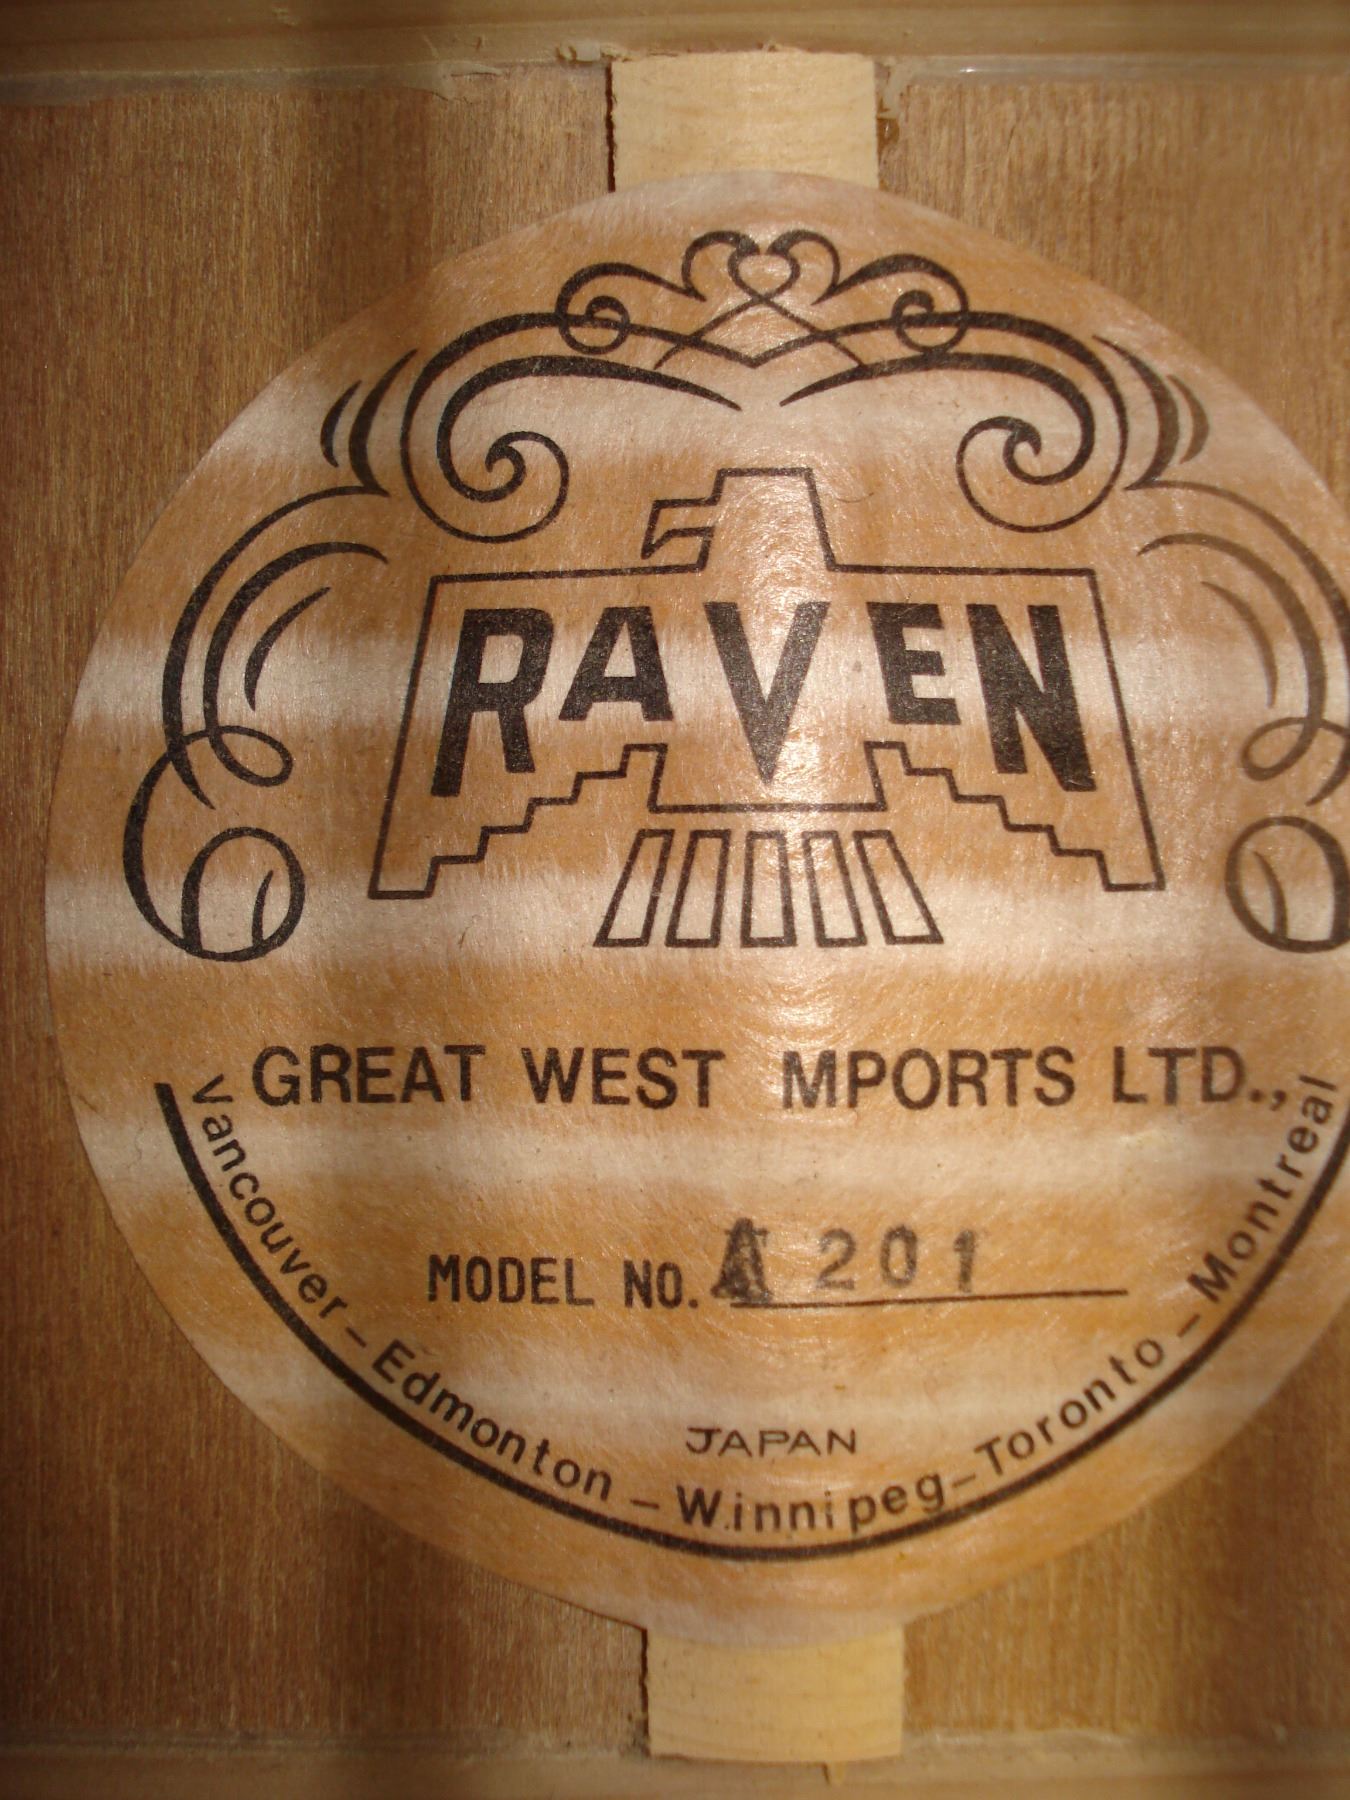 RAVEN
GREAT WEST MPORTS LTD.,
MODEL NO. A 201
JAPAN
Vancouver – Edmonton – Winnipeg – Toronto – Montreal